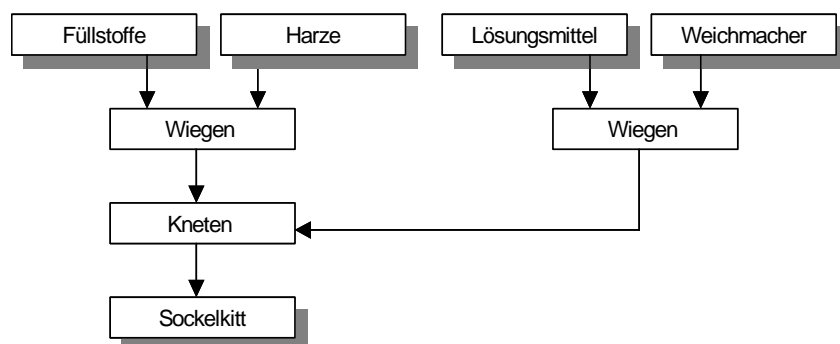 Füllstoffe
Harze
Lösungsmittel
Weichmacher
Wiegen
Wiegen
Kneten
Sockelkitt